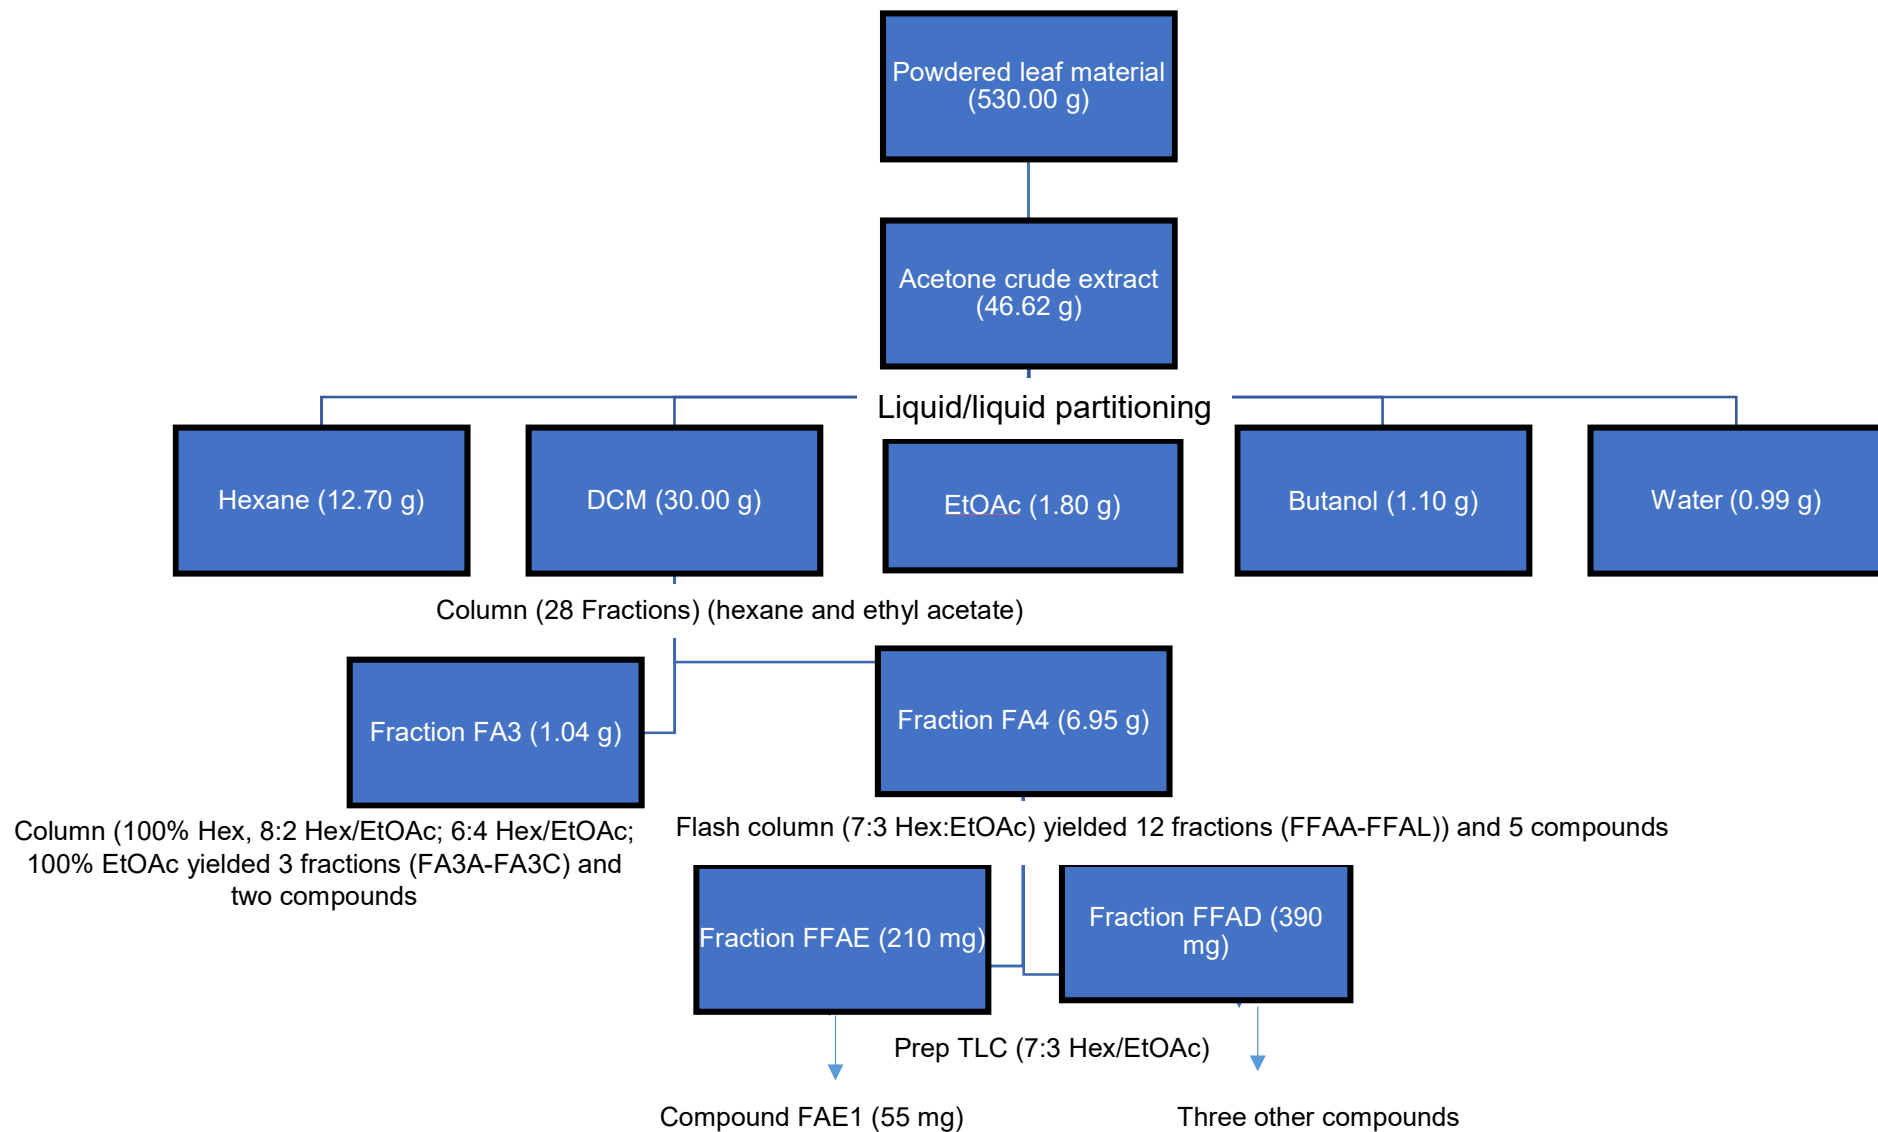 Powdered leaf material
(530.00 g)
Acetone crude extract
(46.62 g)
Liquid/liquid partitioning
Hexane (12.70 g)
DCM (30.00 g)
EtOAc (1.80 g)
Butanol (1.10 g)
Water (0.99 g)
Column (28 Fractions) (hexane and ethyl acetate)
Fraction FA3 (1.04 g)
Fraction FA4 (6.95 g)
Column (100% Hex, 8:2 Hex/EtOAc; 6:4 Hex/EtOAc;
100% EtOAc yielded 3 fractions (FA3A-FA3C) and
two compounds
Flash column (7:3 Hex:EtOAc) yielded 12 fractions (FFAA-FFAL)) and 5 compounds
Fraction FFAE (210 mg)
Fraction FFAD (390
mg)
Prep TLC (7:3 Hex/EtOAc)
Compound FAE1 (55 mg)
Three other compounds